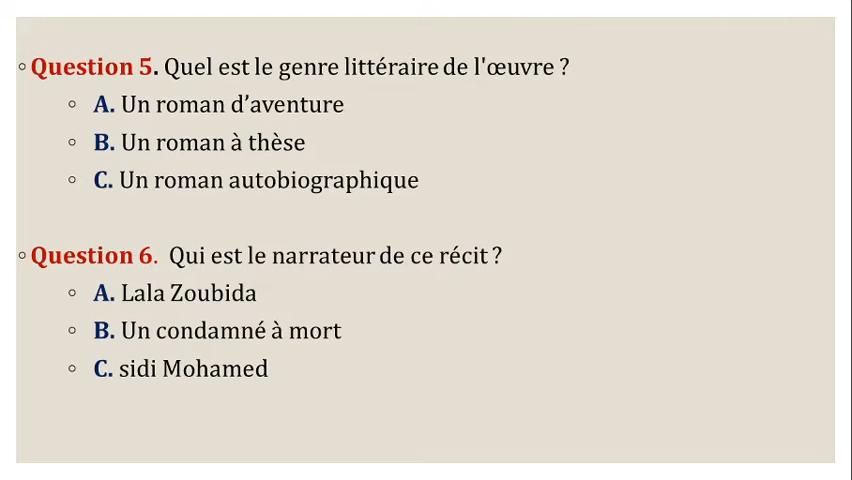 ◦ Question 5. Quel est le genre littéraire de l'œuvre ?
◦ A. Un roman d’aventure
◦ B. Un roman à thèse
◦ C. Un roman autobiographique
◦ Question 6. Qui est le narrateur de ce récit ?
◦ A. Lala Zoubida
◦ B. Un condamné à mort
◦ C. sidi Mohamed